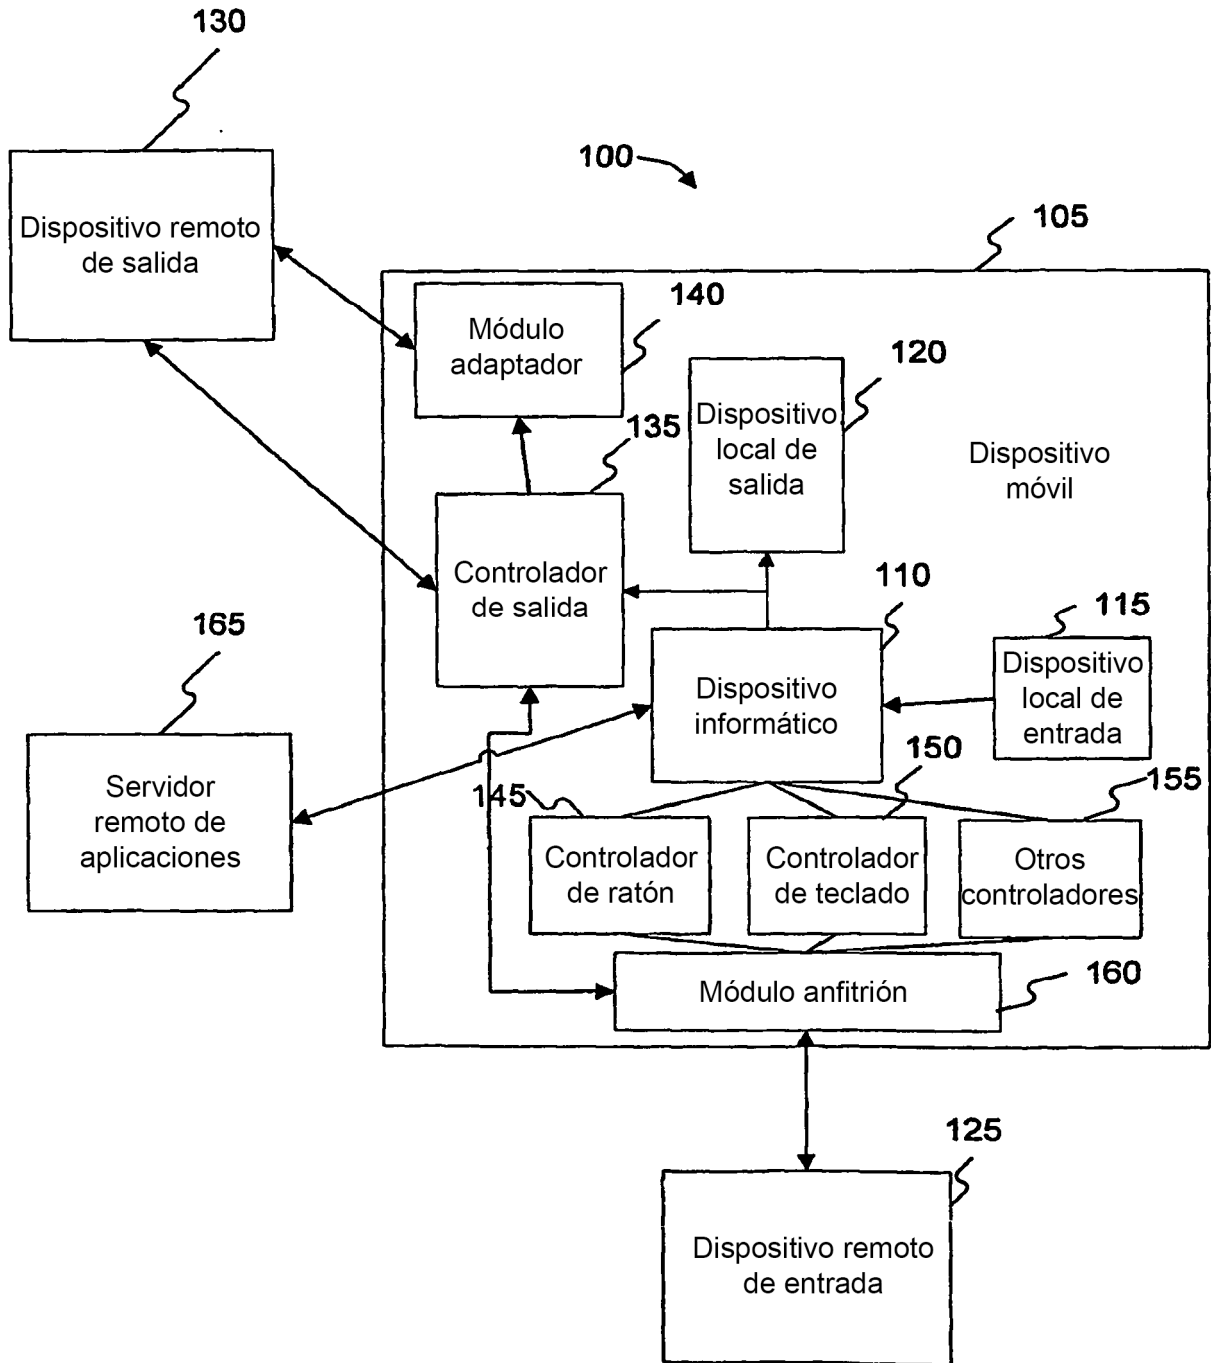 130
100
105
Dispositivo remoto
de salida
140
Módulo
adaptador
120
135
Dispositivo
local de
salida
Dispositivo
móvil
Controlador
de salida
110
115
165
Dispositivo
informático
Dispositivo
local de
entrada
Servidor
remoto de
aplicaciones
145
150
155
Controlador
de ratón
Controlador
de teclado
Otros
controladores
Módulo anfitrión
160
125
Dispositivo remoto
de entrada